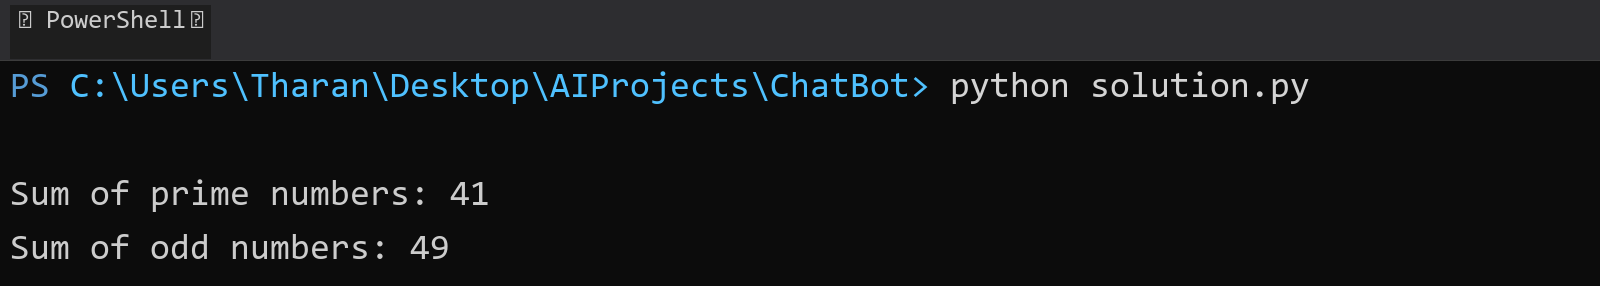 PowerShell
PS C:\Users\Tharan\Desktop\AIProjects\ChatBot> python solution.py
Sum of prime numbers: 41
Sum of odd numbers: 49